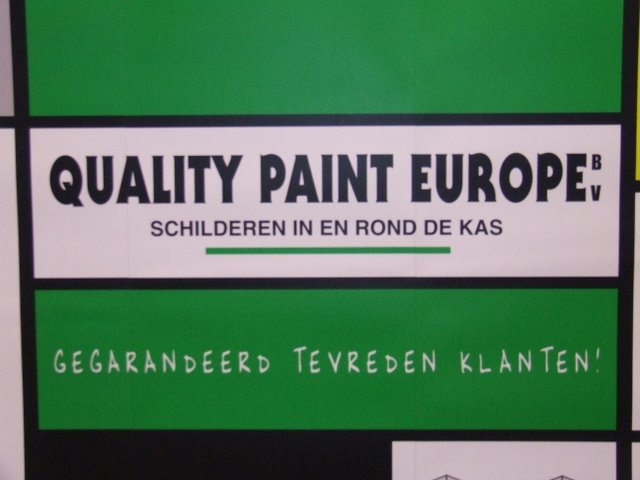 QUALITY PAINT EUROPE BV
SCHILDEREN IN EN ROND DE KAS
GEGARANDEERD TEVREDEN KLANTEN!